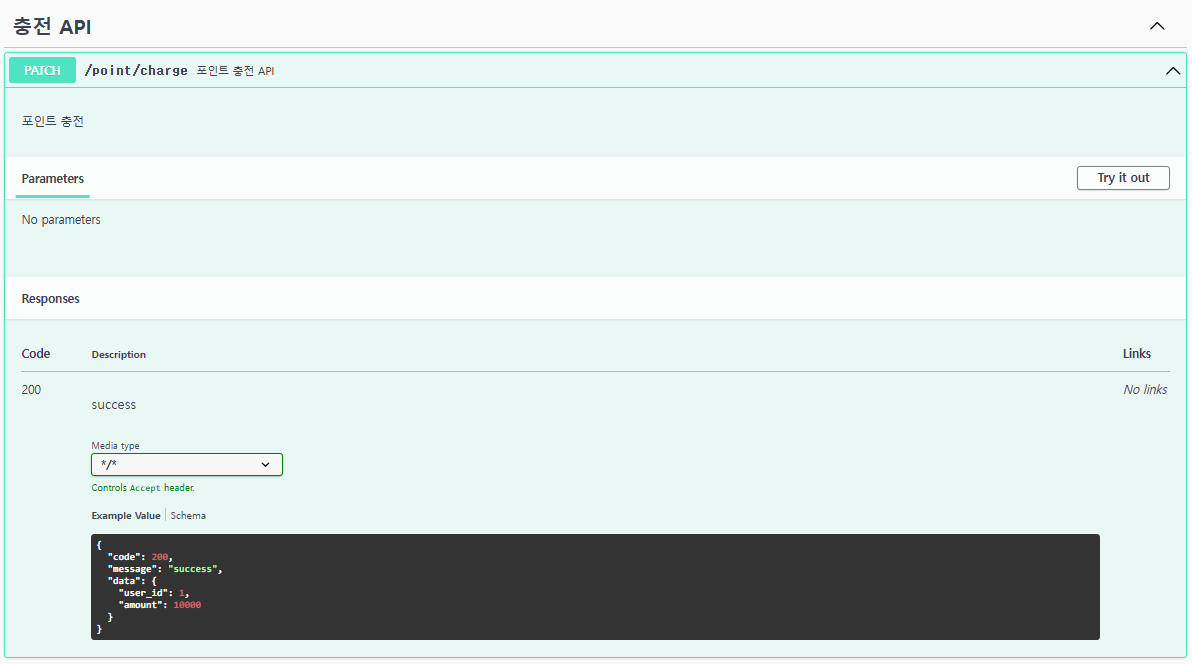 충전 API
PATCH /point/charge 포인트 충전 API
포인트 충전
Parameters Try it out
No parameters
Responses
Code Description Links
200 No links
success
Media type
*/*
Controls Accept header.
Example Value Schema
{
"code": 200,
"message": "success",
"data": {
"user_id": 1,
"amount": 10000
}
}